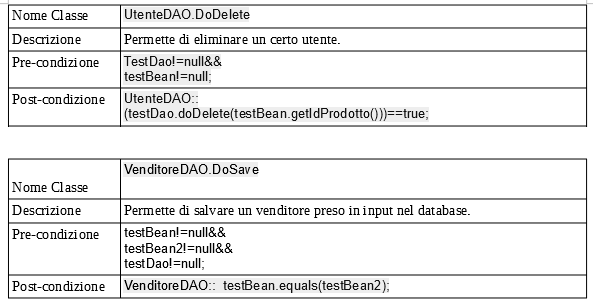 Nome Classe UtenteDAO.DoDelete
Descrizione Permette di eliminare un certo utente.
Pre-condizione TestDao!=null&&
testBean!=null;
Post-condizione UtenteDAO::
(testDao.doDelete(testBean.getIdProdotto()))==true;
VenditoreDAO.DoSave
Nome Classe
Descrizione Permette di salvare un venditore preso in input nel database.
Pre-condizione testBean!=null&&
testBean2!=null&&
testDao!=null;
Post-condizione VenditoreDAO:: testBean.equals(testBean2);